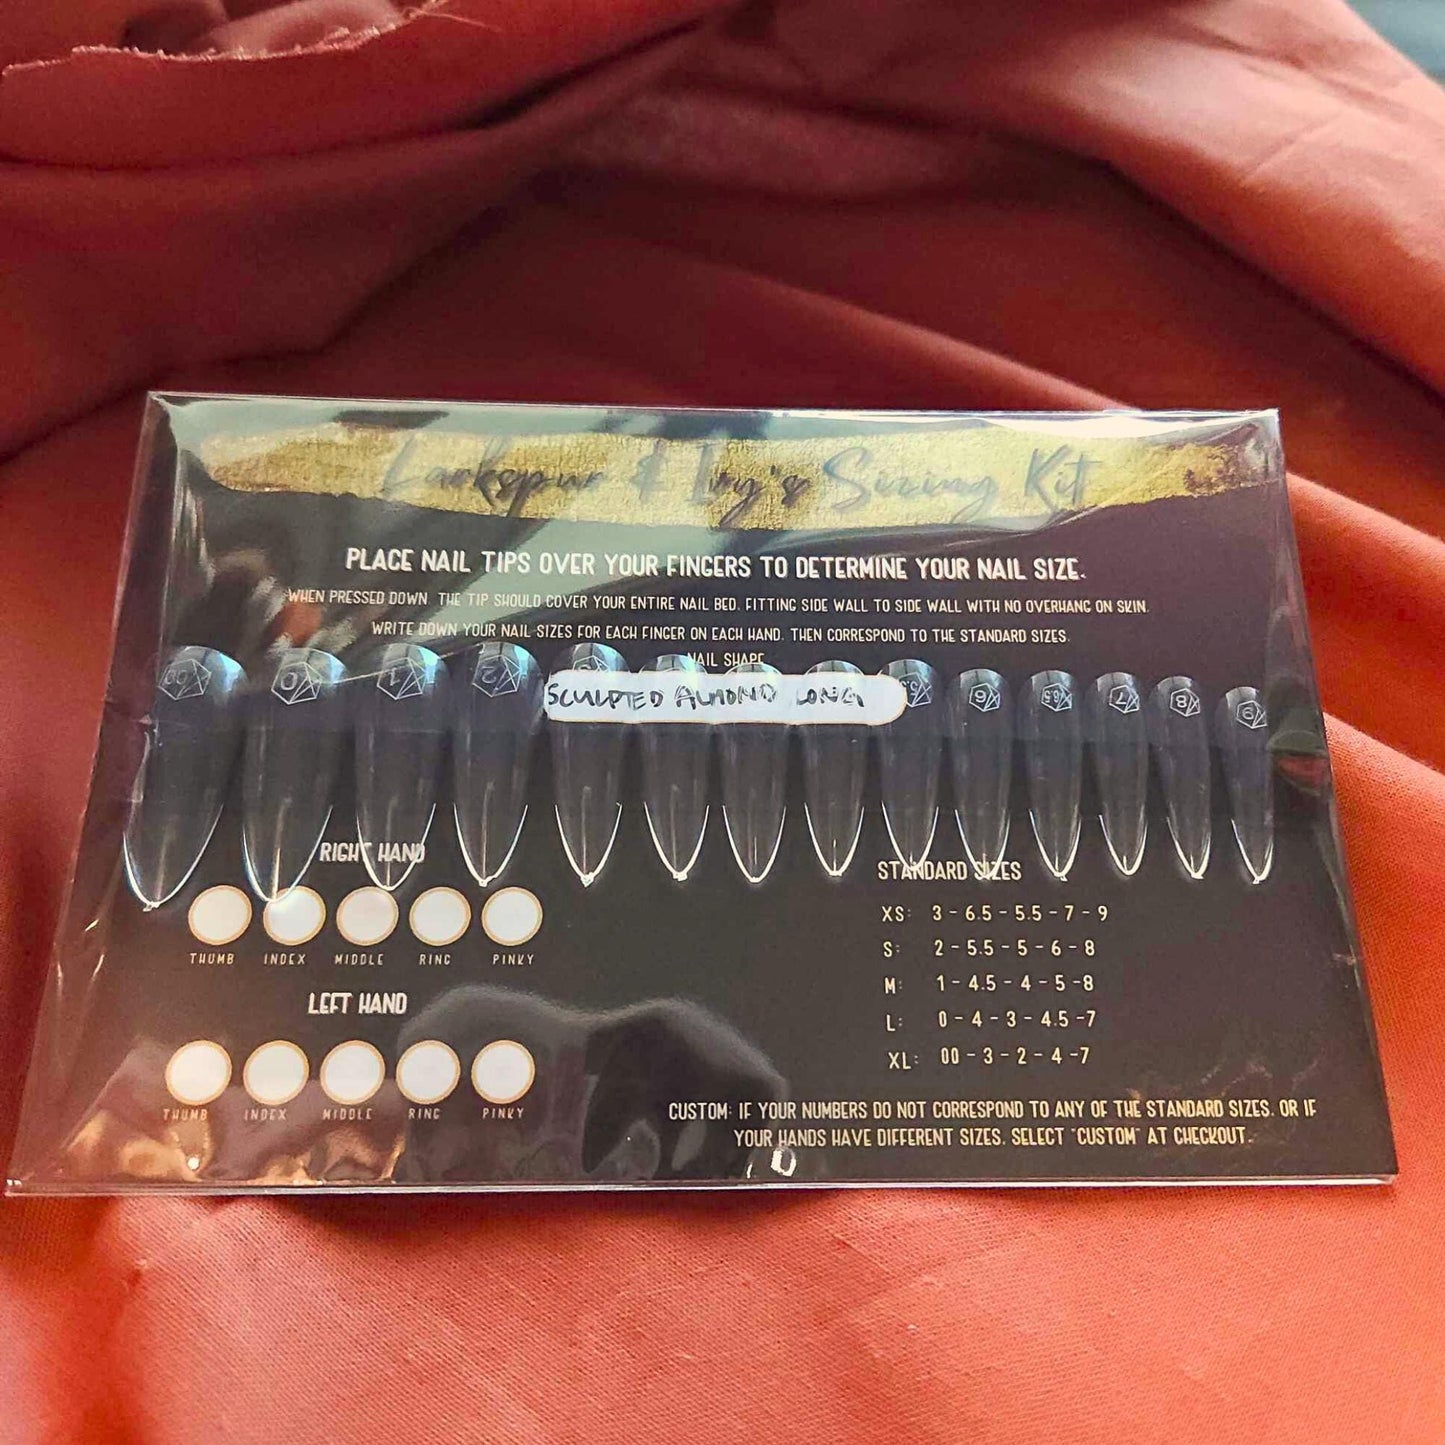 Larkspur & Ivy's Sizing Kit
PLACE NAIL TIPS OVER YOUR FINGERS TO DETERMINE YOUR NAIL SIZE.
WHEN PRESSED DOWN, THE TIP SHOULD COVER YOUR ENTIRE NAIL BED, FITTING SIDE WALL TO SIDE WALL WITH NO OVERHANG ON SKIN.
WRITE DOWN YOUR NAIL SIZES FOR EACH FINGER ON EACH HAND, THEN CORRESPOND TO THE STANDARD SIZES.
NAIL SHAPE
SCULPTED ALMOND LONG
00 0 1 2 6 6.5 7 8 9
RIGHT HAND
THUMB INDEX MIDDLE RING PINKY
LEFT HAND
THUMB INDEX MIDDLE RING PINKY
STANDARD SIZES
XS: 3 - 6.5 - 5.5 - 7 - 9
S: 2 - 5.5 - 5 - 6 - 8
M: 1 - 4.5 - 4 - 5 -8
L: 0 - 4 - 3 - 4.5 -7
XL: 00 - 3 - 2 - 4 -7
CUSTOM: IF YOUR NUMBERS DO NOT CORRESPOND TO ANY OF THE STANDARD SIZES, OR IF
YOUR HANDS HAVE DIFFERENT SIZES, SELECT "CUSTOM" AT CHECKOUT.